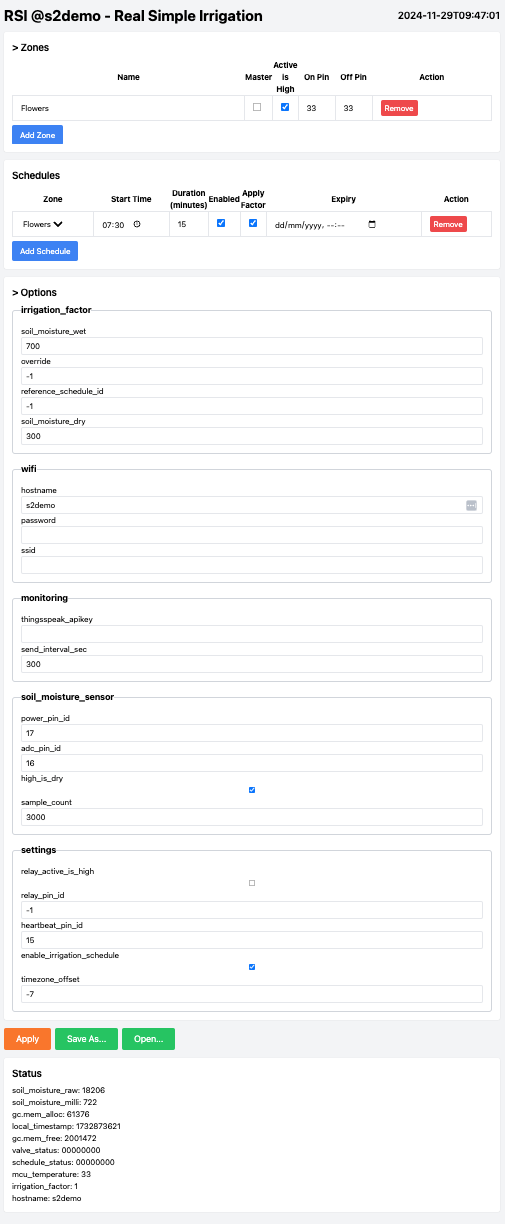 RSI @s2demo - Real Simple Irrigation 2024-11-29T09:47:01
> Zones
Name Master Active is High On Pin Off Pin Action
Flowers 33 33 Remove
Add Zone
Schedules
Zone Start Time Duration (minutes) Enabled Apply Factor Expiry Action
Flowers 07:30 15 dd/mm/yyyy, --:-- Remove
Add Schedule
> Options
irrigation_factor
soil_moisture_wet
700
override
-1
reference_schedule_id
-1
soil_moisture_dry
300
wifi
hostname
s2demo
password
ssid
monitoring
thingsspeak_apikey
send_interval_sec
300
soil_moisture_sensor
power_pin_id
17
adc_pin_id
16
high_is_dry
sample_count
3000
settings
relay_active_is_high
relay_pin_id
-1
heartbeat_pin_id
15
enable_irrigation_schedule
timezone_offset
-7
Apply Save As... Open...
Status
soil_moisture_raw: 18206
soil_moisture_milli: 722
gc.mem_alloc: 61376
local_timestamp: 1732873621
gc.mem_free: 2001472
valve_status: 00000000
schedule_status: 00000000
mcu_temperature: 33
irrigation_factor: 1
hostname: s2demo